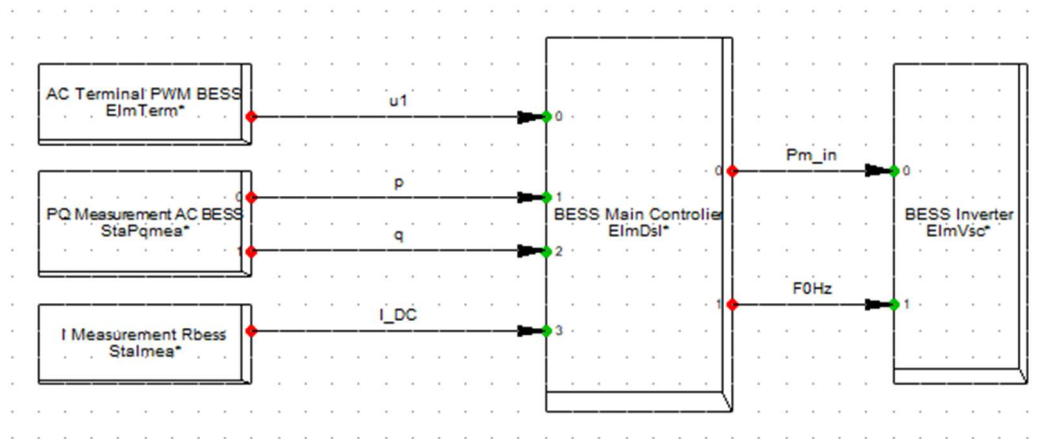 AC Terminal PWM BESS
ElmTerm*
u1
0
0
Pm_in
0
p
1
PQ Measurement AC BESS
StaPqmea*
BESS Main Controller
ElmDsl*
BESS Inverter
ElmVsc*
q
1
2
F0Hz
1
1
I_DC
I Measurement Rbess
StaImea*
3
0